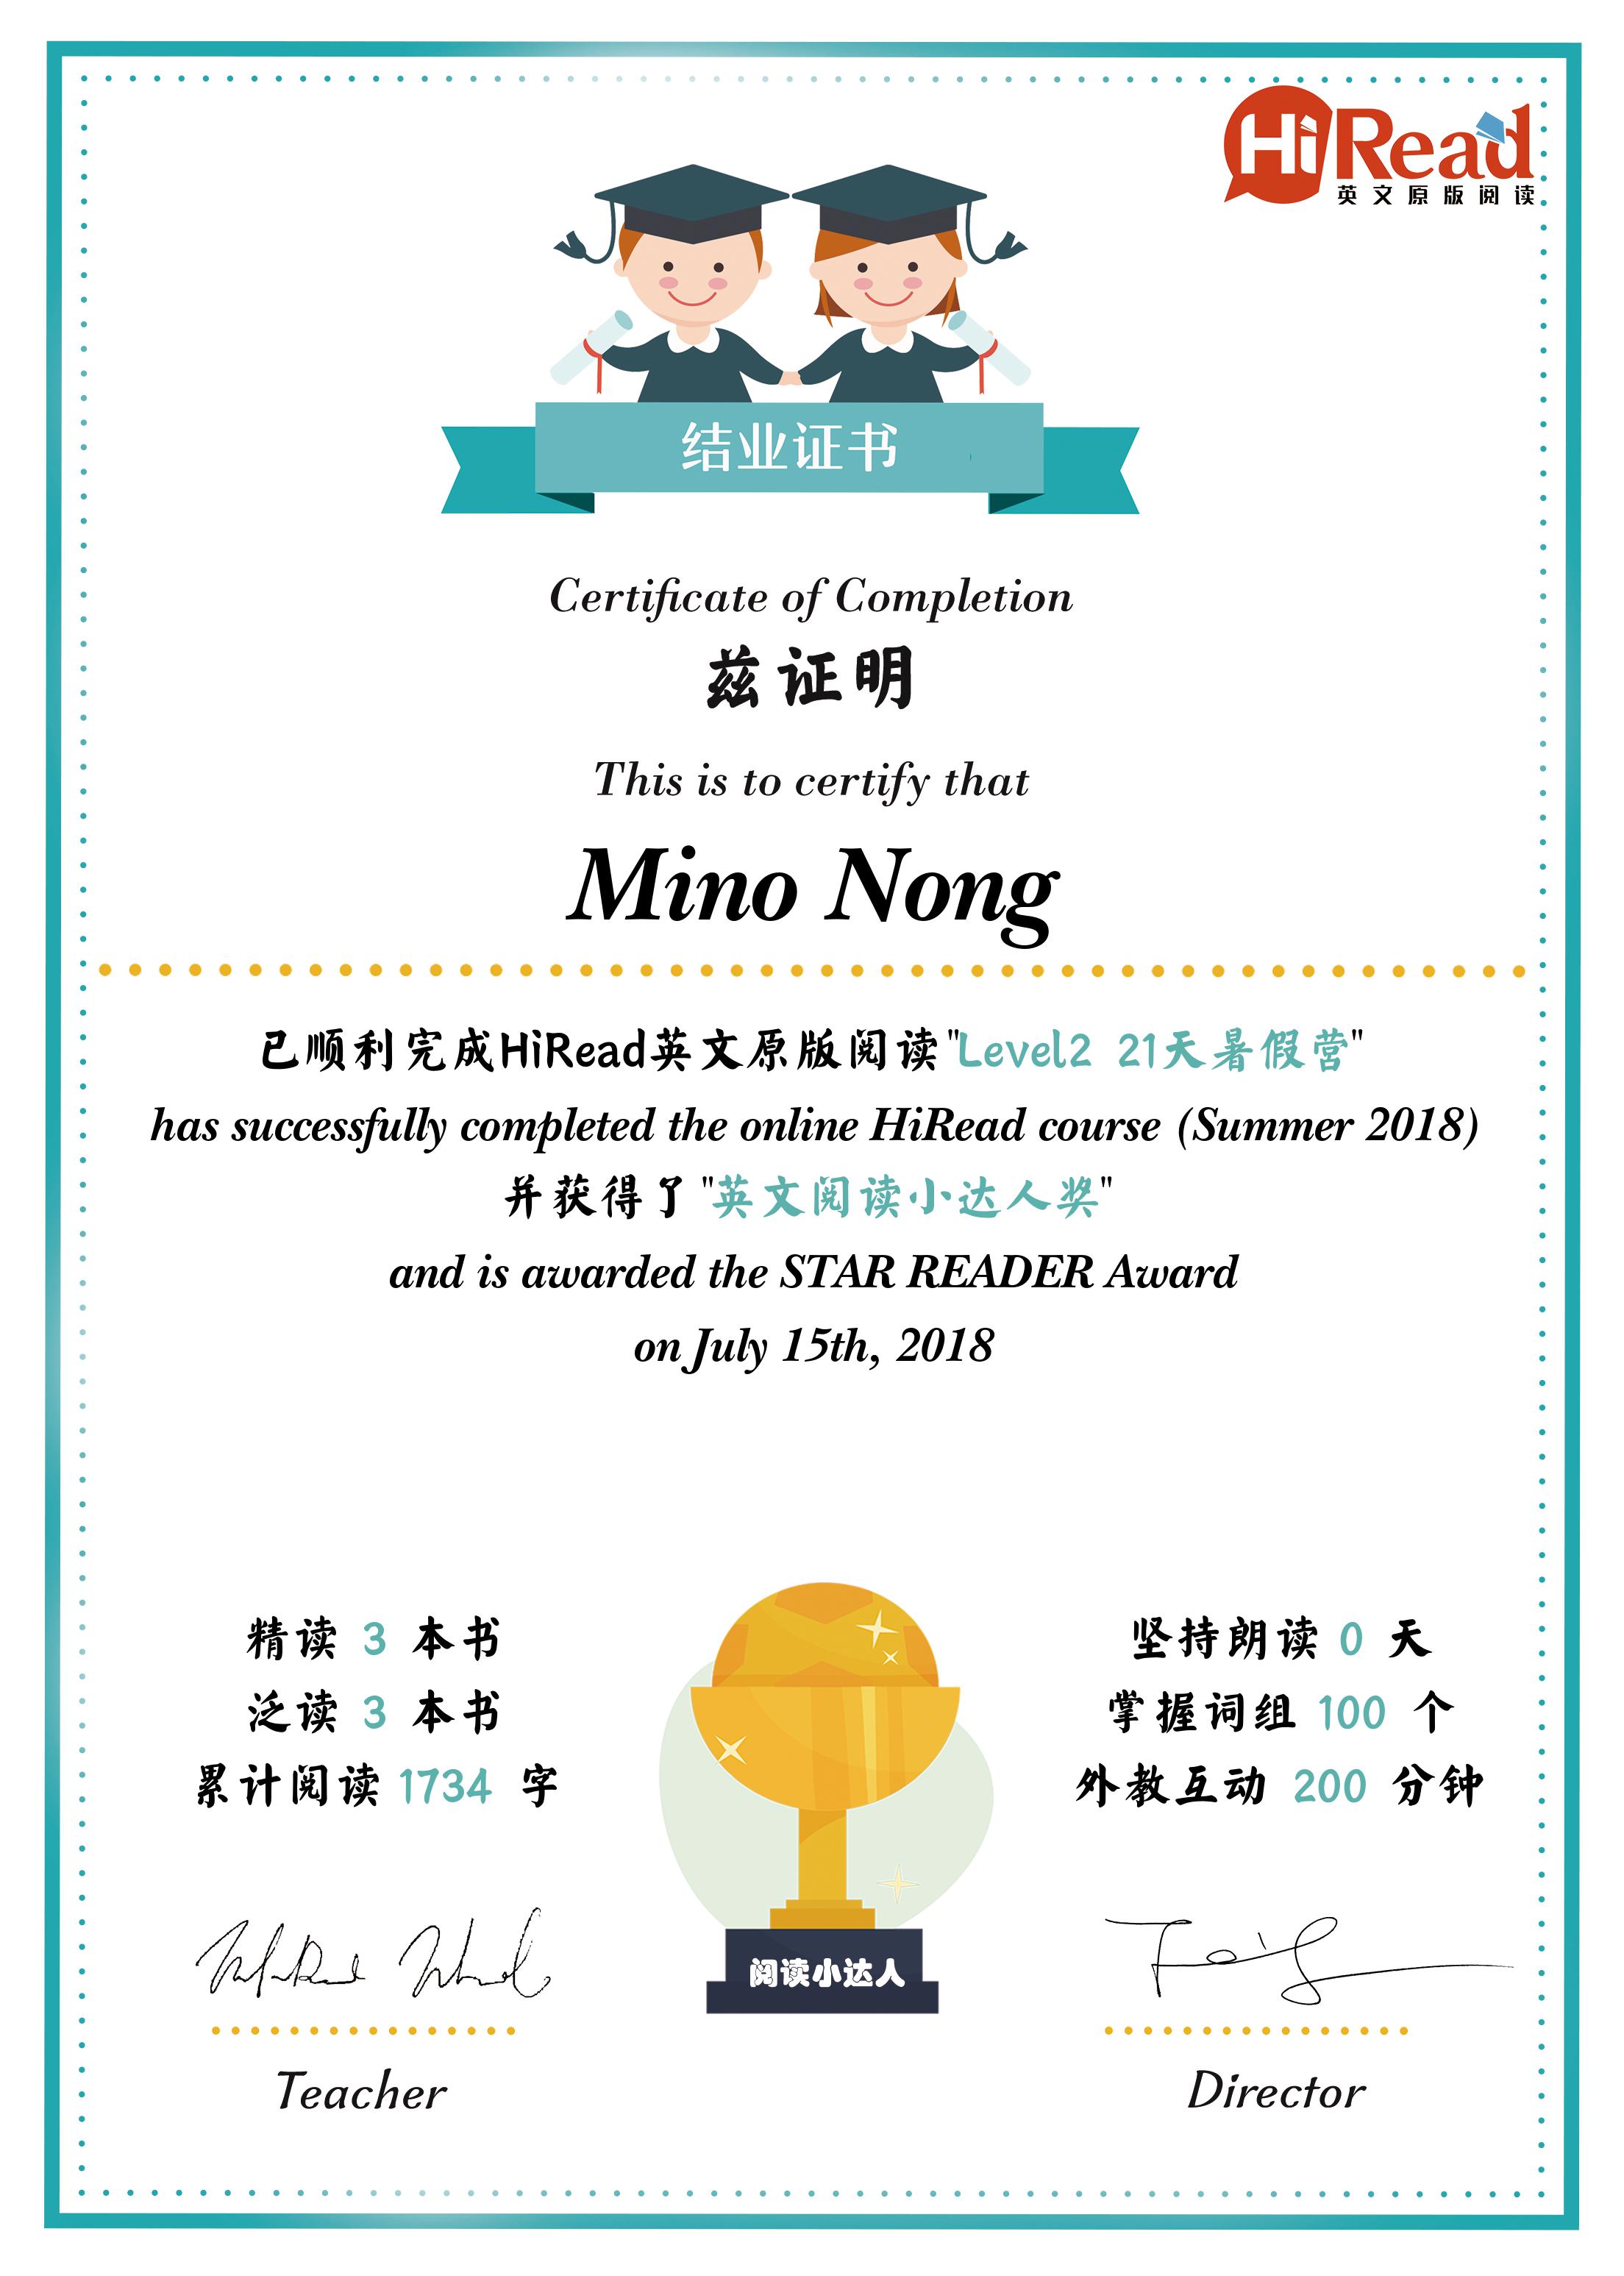 HiRead
英文原版阅读
结业证书
Certificate of Completion
兹证明
This is to certify that
Mino Nong
已顺利完成HiRead英文原版阅读"Level2 21天暑假营"
has successfully completed the online HiRead course (Summer 2018)
并获得了"英文阅读小达人奖"
and is awarded the STAR READER Award
on July 15th, 2018
精读 3 本书
泛读 3 本书
累计阅读 1734 字
坚持朗读 0 天
掌握词组 100 个
外教互动 200 分钟
阅读小达人
Teacher
Director